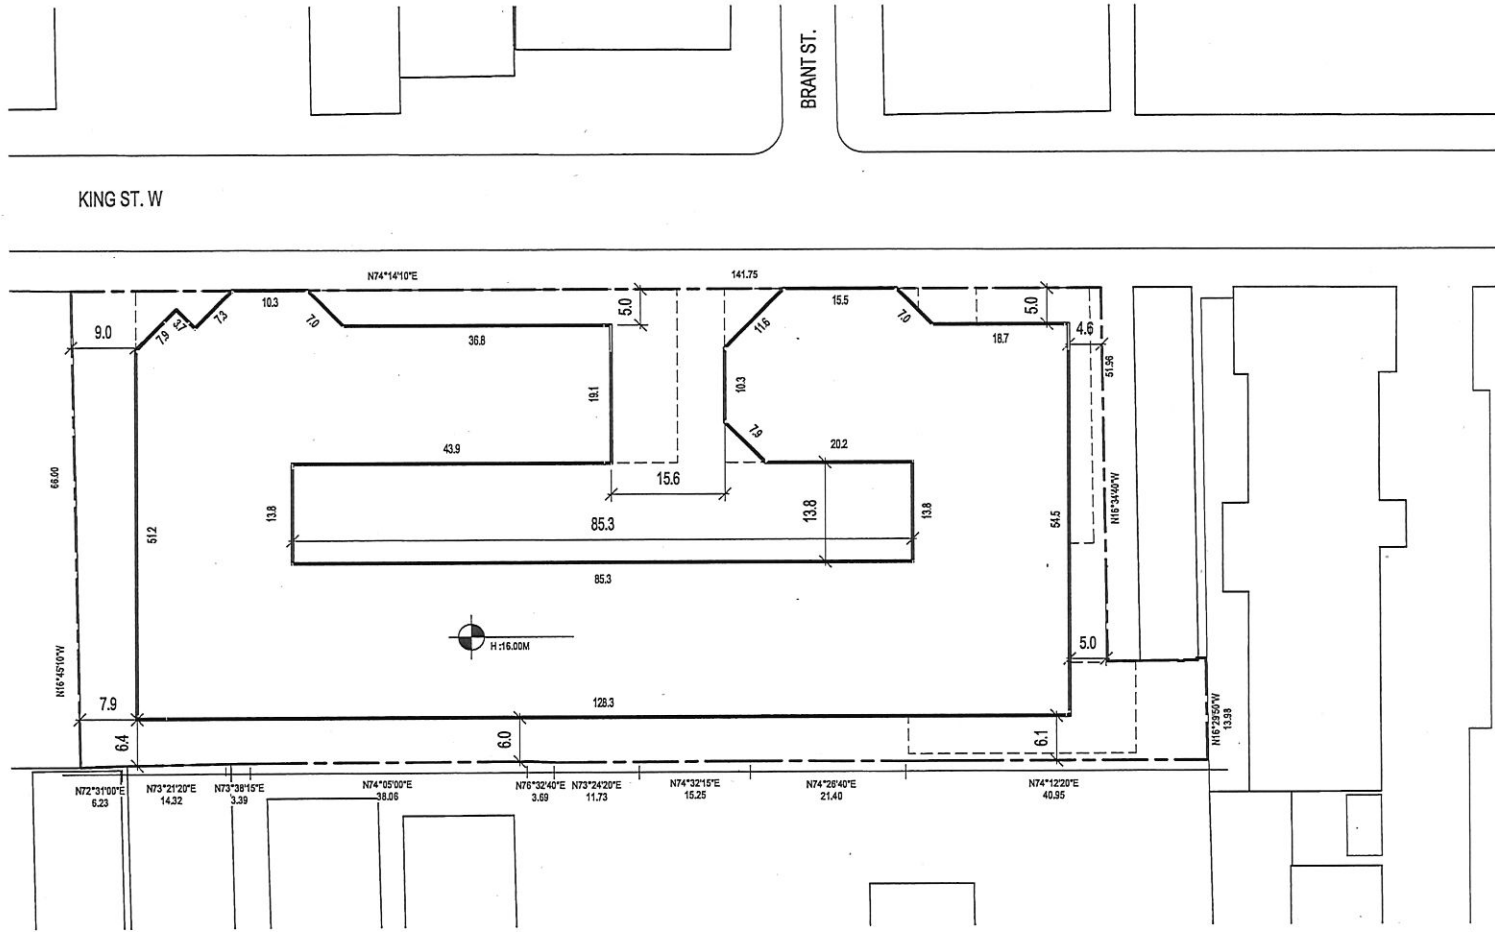 BRANT ST.
KING ST. W
N74°14'10"E
141.75
9.0
7.9
3.7
7.3
10.3
7.0
36.8
5.0
11.6
15.5
7.0
18.7
5.0
4.6
51.96
19.1
10.3
7.9
43.9
20.2
15.6
66.00
13.8
85.3
13.8
13.8
51.2
54.5
N16°34'40"W
85.3
H:16.00M
5.0
N16°45'10"W
7.9
128.3
6.4
6.0
6.1
N16°29'50"W
13.98
N72°31'00"E
6.23
N73°21'20"E
14.32
N73°38'15"E
3.39
N74°05'00"E
38.06
N76°32'40"E
3.69
N73°24'20"E
11.73
N74°32'15"E
15.25
N74°26'40"E
21.40
N74°12'20"E
40.95